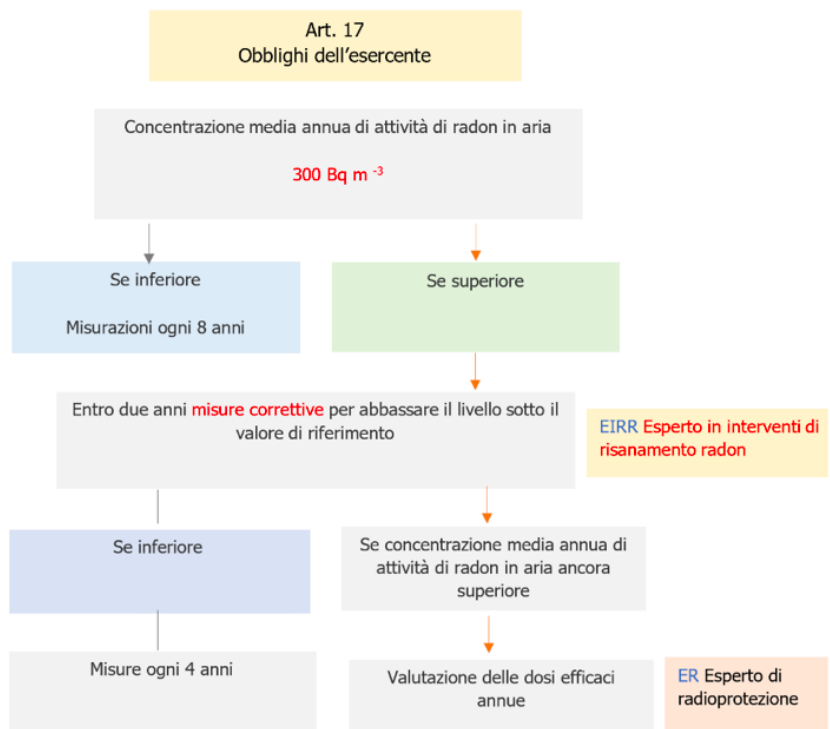 Art. 17
Obblighi dell'esercente
Concentrazione media annua di attività di radon in aria
300 Bq m -3
Se inferiore
Misurazioni ogni 8 anni
Se superiore
Entro due anni misure correttive per abbassare il livello sotto il
valore di riferimento
EIRR Esperto in interventi di
risanamento radon
Se inferiore
Se concentrazione media annua di
attività di radon in aria ancora
superiore
Misure ogni 4 anni
Valutazione delle dosi efficaci
annue
ER Esperto di
radioprotezione